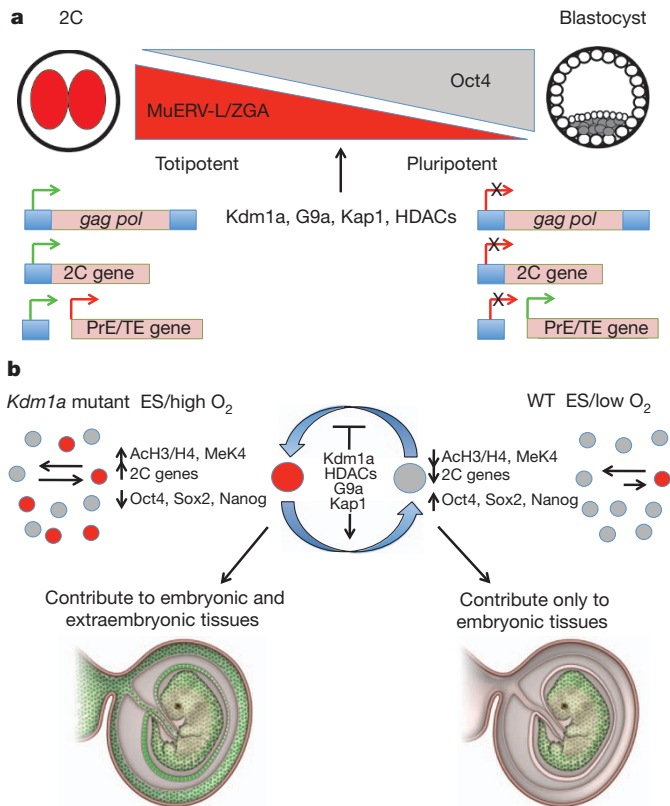 a
2C
Blastocyst
Oct4
MuERV-L/ZGA
Totipotent
Pluripotent
Kdm1a, G9a, Kap1, HDACs
gag pol
2C gene
PrE/TE gene
X
gag pol
X
2C gene
X
PrE/TE gene
b
Kdm1a mutant ES/high O2
WT ES/low O2
AcH3/H4, MeK4
2C genes
Oct4, Sox2, Nanog
Kdm1a
HDACs
G9a
Kap1
AcH3/H4, MeK4
2C genes
Oct4, Sox2, Nanog
Contribute to embryonic and
extraembryonic tissues
Contribute only to
embryonic tissues